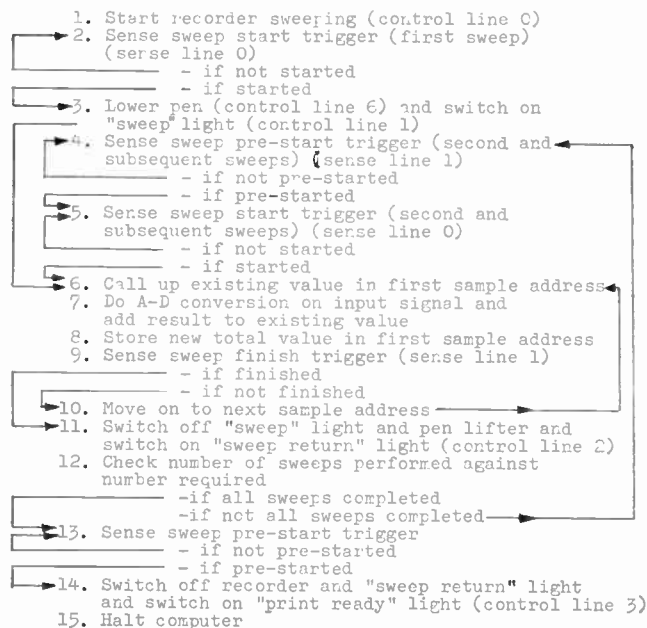 1. Start recorder sweeping (control line 0)
2. Sense sweep start trigger (first sweep)
(sense line 0)
- if not started
- if started
3. Lower pen (control line 6) and switch on
"sweep" light (control line 1)
4. Sense sweep pre-start trigger (second and
subsequent sweeps) (sense line 1)
- if not pre-started
- if pre-started
5. Sense sweep start trigger (second and
subsequent sweeps) (sense line 0)
- if not started
- if started
6. Call up existing value in first sample address
7. Do A-D conversion on input signal and
add result to existing value
8. Store new total value in first sample address
9. Sense sweep finish trigger (sense line 1)
- if finished
- if not finished
10. Move on to next sample address
11. Switch off "sweep" light and pen lifter and
switch on "sweep return" light (control line 2)
12. Check number of sweeps performed against
number required
-if all sweeps completed
-if not all sweeps completed
13. Sense sweep pre-start trigger
- if not pre-started
- if pre-started
14. Switch off recorder and "sweep return" light
and switch on "print ready" light (control line 3)
15. Halt computer